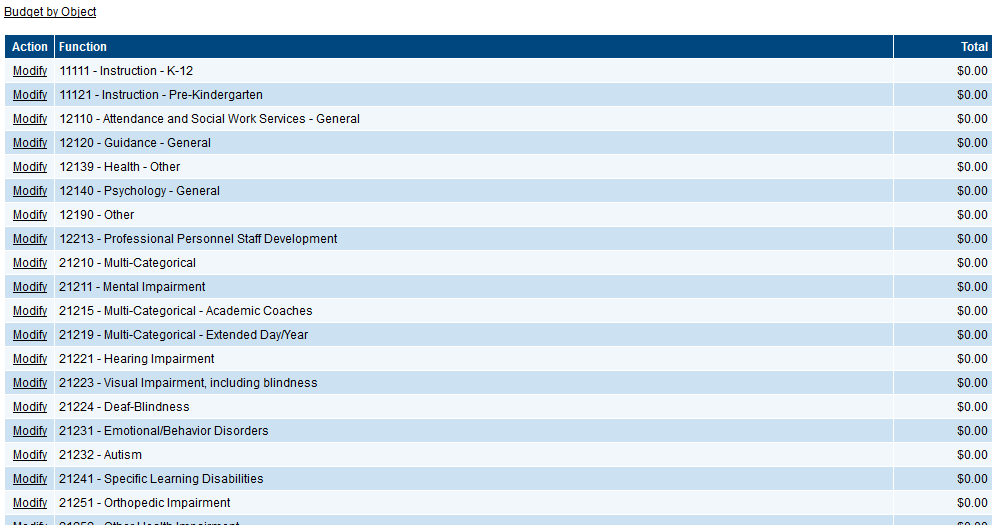 Budget by Object
Action Function Total
Modify 11111 - Instruction - K-12 $0.00
Modify 11121 - Instruction - Pre-Kindergarten $0.00
Modify 12110 - Attendance and Social Work Services - General $0.00
Modify 12120 - Guidance - General $0.00
Modify 12139 - Health - Other $0.00
Modify 12140 - Psychology - General $0.00
Modify 12190 - Other $0.00
Modify 12213 - Professional Personnel Staff Development $0.00
Modify 21210 - Multi-Categorical $0.00
Modify 21211 - Mental Impairment $0.00
Modify 21215 - Multi-Categorical - Academic Coaches $0.00
Modify 21219 - Multi-Categorical - Extended Day/Year $0.00
Modify 21221 - Hearing Impairment $0.00
Modify 21223 - Visual Impairment, including blindness $0.00
Modify 21224 - Deaf-Blindness $0.00
Modify 21231 - Emotional/Behavior Disorders $0.00
Modify 21232 - Autism $0.00
Modify 21241 - Specific Learning Disabilities $0.00
Modify 21251 - Orthopedic Impairment $0.00
Modify - Other Health Impairment $0.00